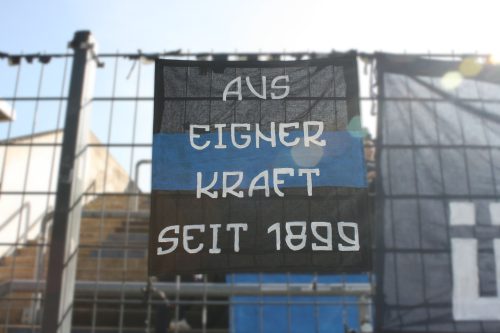 AUS
EIGNER
KRAFT
SEIT 1899
Ü